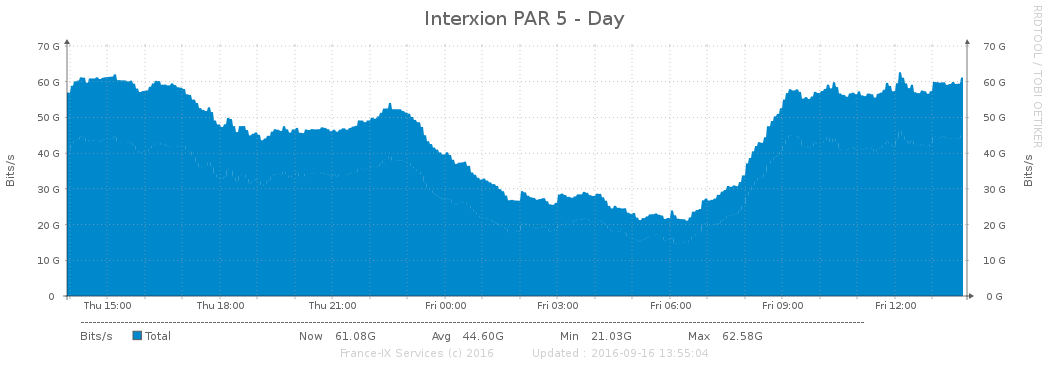 Interxion PAR 5 - Day
RRDTOOL / TOBI OETIKER
Bits/s
70 G
60 G
50 G
40 G
30 G
20 G
10 G
0
70 G
60 G
50 G
40 G
30 G
20 G
10 G
0 G
Bits/s
Thu 15:00 Thu 18:00 Thu 21:00 Fri 00:00 Fri 03:00 Fri 06:00 Fri 09:00 Fri 12:00
Bits/s Total Now 61.08G Avg 44.60G Min 21.03G Max 62.58G
France-IX Services (c) 2016 Updated : 2016-09-16 13:55:04